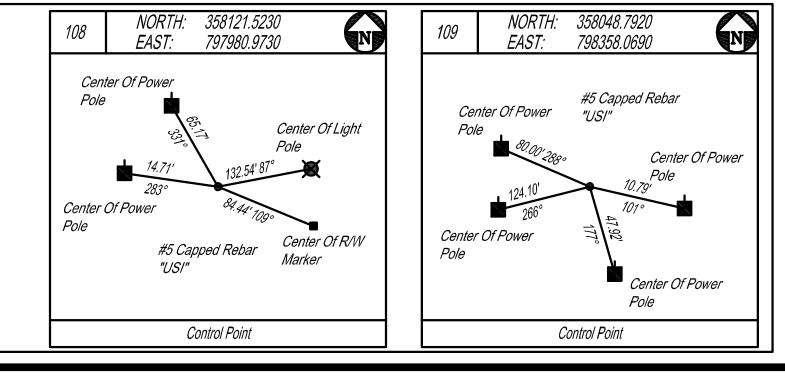 108
NORTH: 358121.5230
EAST: 797980.9730
N
Center Of Power
Pole
65.17'
331°
Center Of Light
Pole
14.71'
283°
132.54' 87°
84.44' 109°
Center Of Power
Pole
#5 Capped Rebar
"USI"
Center Of R/W
Marker
Control Point
109
NORTH: 358048.7920
EAST: 798358.0690
N
#5 Capped Rebar
"USI"
Center Of Power
Pole
80.00' 288°
Center Of Power
Pole
124.10'
266°
10.79'
101°
47.92'
177°
Center Of Power
Pole
Center Of Power
Pole
Control Point